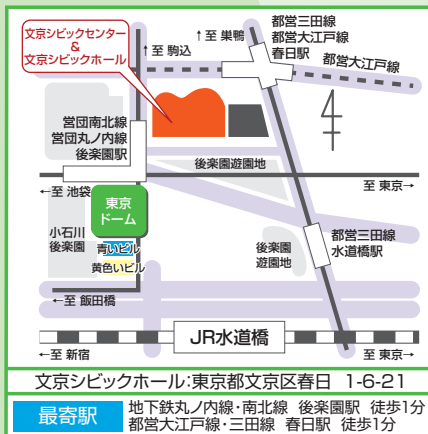 文京シビックセンター
&
文京シビックホール
↑至 駒込
↑至 巣鴨
都営三田線
都営大江戸線
春日駅
都営大江戸線
営団南北線
営団丸ノ内線
後楽園駅
後楽園遊園地
←至 池袋
至 東京→
東京
ドーム
小石川
後楽園
青いビル
黄色いビル
後楽園
遊園地
都営三田線
水道橋駅
←至 飯田橋
JR水道橋
←至 新宿
至 東京→
文京シビックホール:東京都文京区春日 1-6-21
最寄駅
地下鉄丸ノ内線・南北線 後楽園駅 徒歩1分
都営大江戸線・三田線 春日駅 徒歩1分